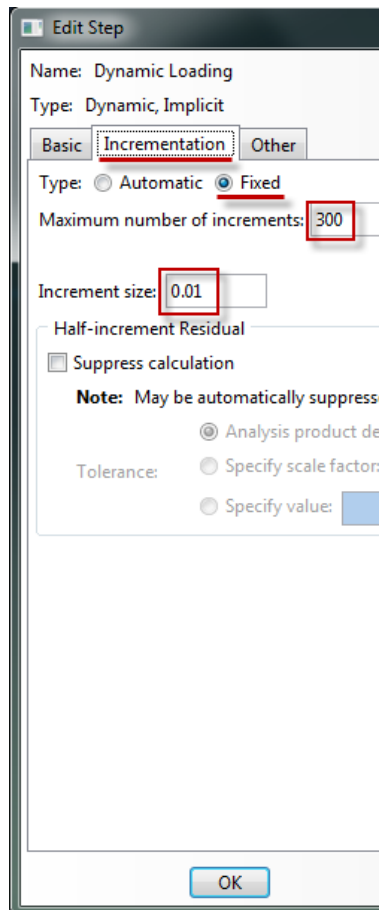 Edit Step
Name: Dynamic Loading
Type: Dynamic, Implicit
Basic Incrementation Other
Type: Automatic Fixed
Maximum number of increments: 300
Increment size: 0.01
Half-increment Residual
Suppress calculation
Note: May be automatically
Analysis product
Tolerance: Specify scale factor:
Specify value:
OK